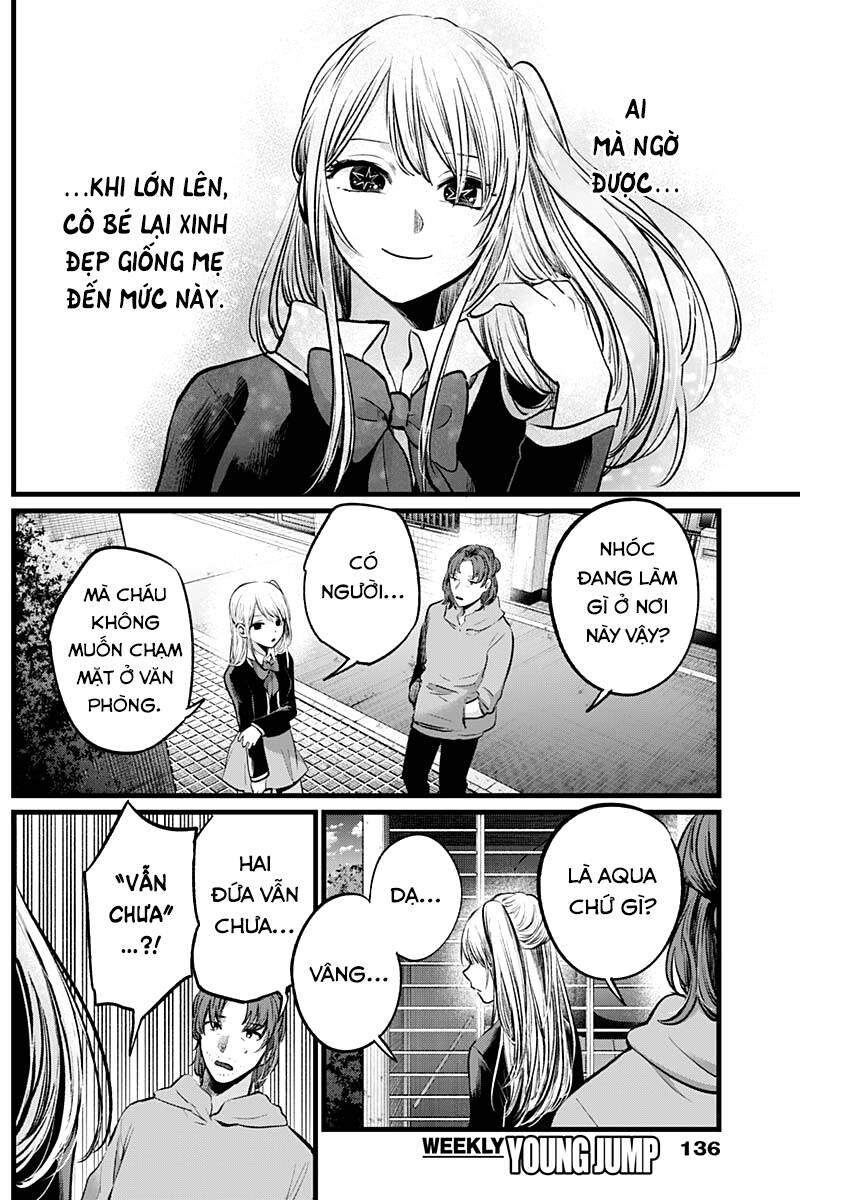 AI
MÀ NGỜ
ĐƯỢC...
...KHI LỚN LÊN,
CÔ BÉ LẠI XINH
ĐẸP GIỐNG MẸ
ĐẾN MỨC NÀY.
NHÓC
ĐANG LÀM
GÌ Ở NƠI
NÀY VẬY?
CÓ
NGƯỜI...
MÀ CHÁU
KHÔNG
MUỐN CHẠM
MẶT Ở VĂN
PHÒNG.
LÀ AQUA
CHỨ GÌ?
DẠ...
VÂNG...
HAI
ĐỨA VẪN
CHƯA...
“VẪN
CHƯA”
...?!
WEEKLY YOUNG JUMP 136